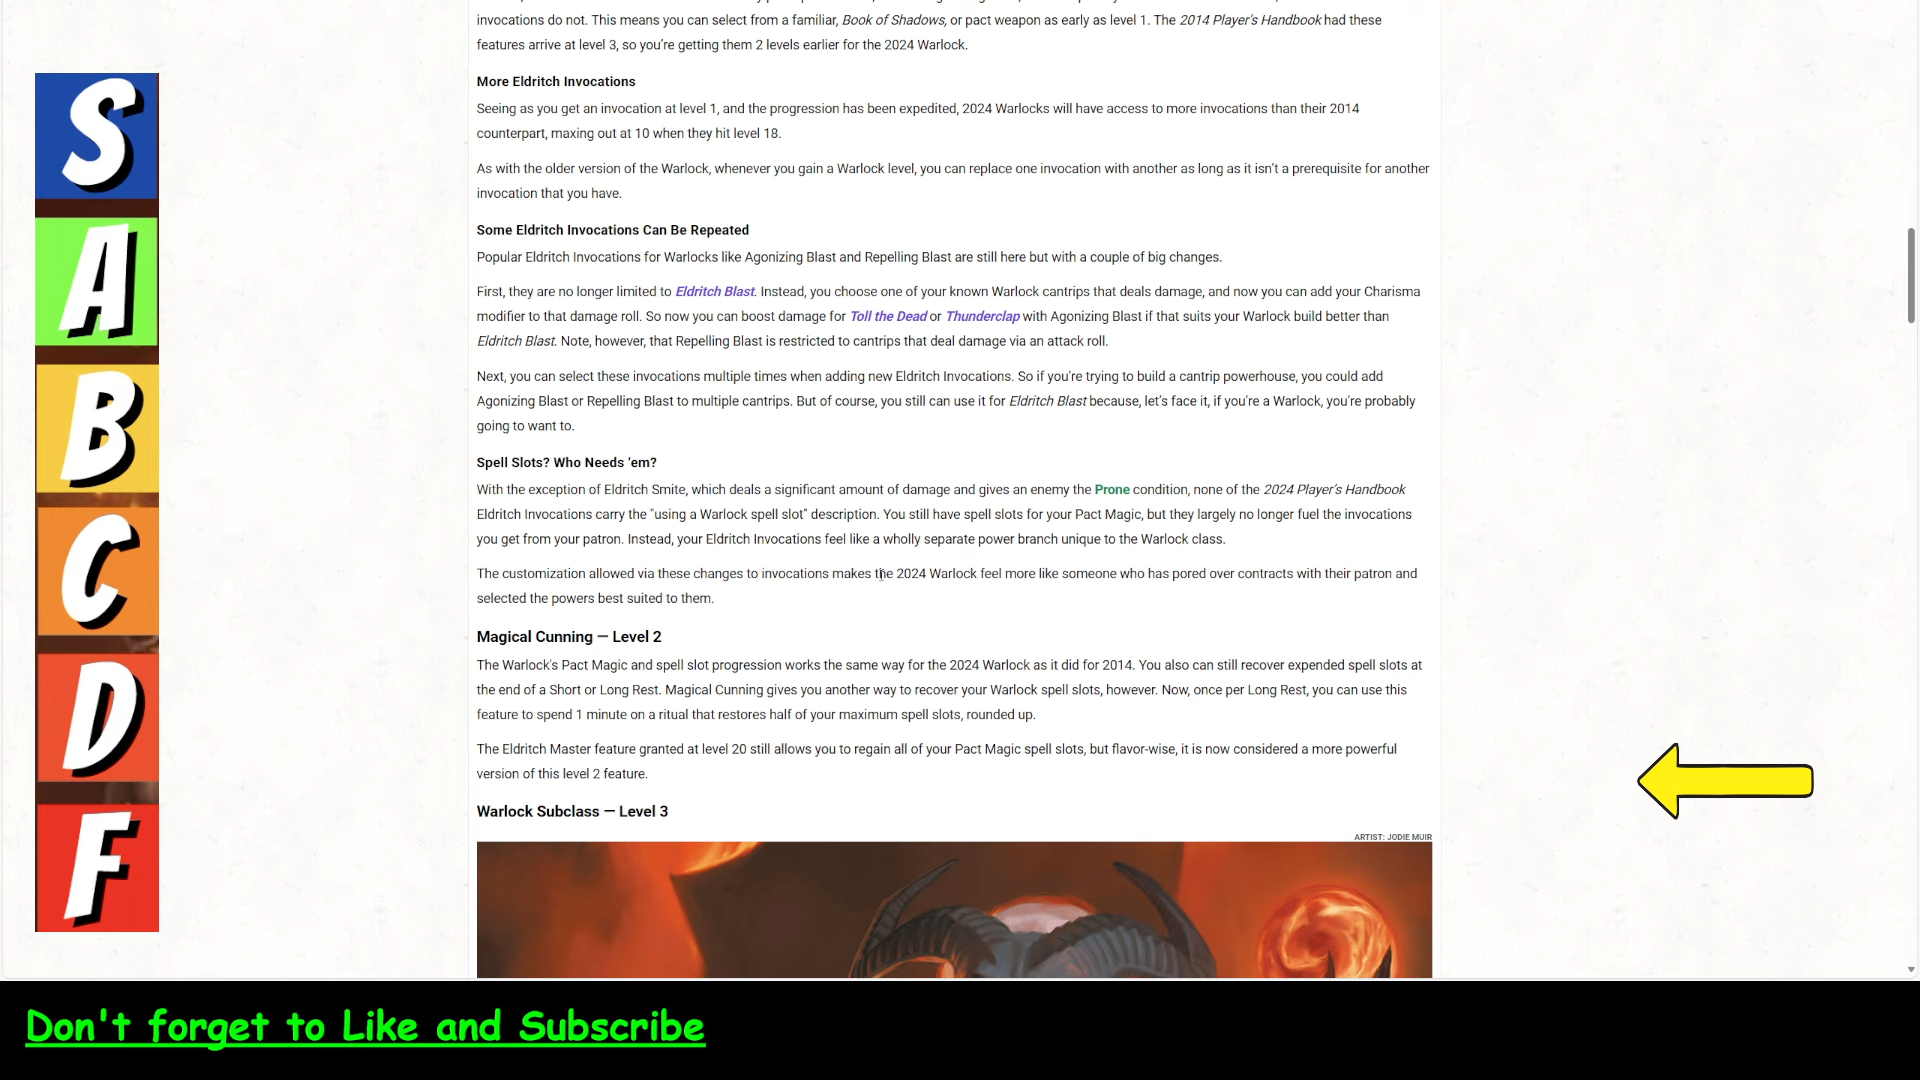 invocations do not. This means you can select from a familiar, Book of Shadows, or pact weapon as early as level 1. The 2014 Player's Handbook had these
features arrive at level 3, so you're getting them 2 levels earlier for the 2024 Warlock.
More Eldritch Invocations
Seeing as you get an invocation at level 1, and the progression has been expedited, 2024 Warlocks will have access to more invocations than their 2014
counterpart, maxing out at 10 when they hit level 18.
As with the older version of the Warlock, whenever you gain a Warlock level, you can replace one invocation with another as long as it isn't a prerequisite for another
invocation that you have.
Some Eldritch Invocations Can Be Repeated
Popular Eldritch Invocations for Warlocks like Agonizing Blast and Repelling Blast are still here but with a couple of big changes.
First, they are no longer limited to Eldritch Blast. Instead, you choose one of your known Warlock cantrips that deals damage, and now you can add your Charisma
modifier to that damage roll. So now you can boost damage for Toll the Dead or Thunderclap with Agonizing Blast if that suits your Warlock build better than
Eldritch Blast. Note, however, that Repelling Blast is restricted to cantrips that deal damage via an attack roll.
Next, you can select these invocations multiple times when adding new Eldritch Invocations. So if you're trying to build a cantrip powerhouse, you could add
Agonizing Blast or Repelling Blast to multiple cantrips. But of course, you still can use it for Eldritch Blast because, let's face it, if you're a Warlock, you're probably
going to want to.
Spell Slots? Who Needs 'em?
With the exception of Eldritch Smite, which deals a significant amount of damage and gives an enemy the Prone condition, none of the 2024 Player's Handbook
Eldritch Invocations carry the "using a Warlock spell slot" description. You still have spell slots for your Pact Magic, but they largely no longer fuel the invocations
you get from your patron. Instead, your Eldritch Invocations feel like a wholly separate power branch unique to the Warlock class.
The customization allowed via these changes to invocations makes the 2024 Warlock feel more like someone who has pored over contracts with their patron and
selected the powers best suited to them.
Magical Cunning — Level 2
The Warlock's Pact Magic and spell slot progression works the same way for the 2024 Warlock as it did for 2014. You also can still recover expended spell slots at
the end of a Short or Long Rest. Magical Cunning gives you another way to recover your Warlock spell slots, however. Now, once per Long Rest, you can use this
feature to spend 1 minute on a ritual that restores half of your maximum spell slots, rounded up.
The Eldritch Master feature granted at level 20 still allows you to regain all of your Pact Magic spell slots, but flavor-wise, it is now considered a more powerful
version of this level 2 feature.
Warlock Subclass — Level 3
ARTIST: JODIE MUIR
S
A
B
C
D
F
Don't forget to Like and Subscribe